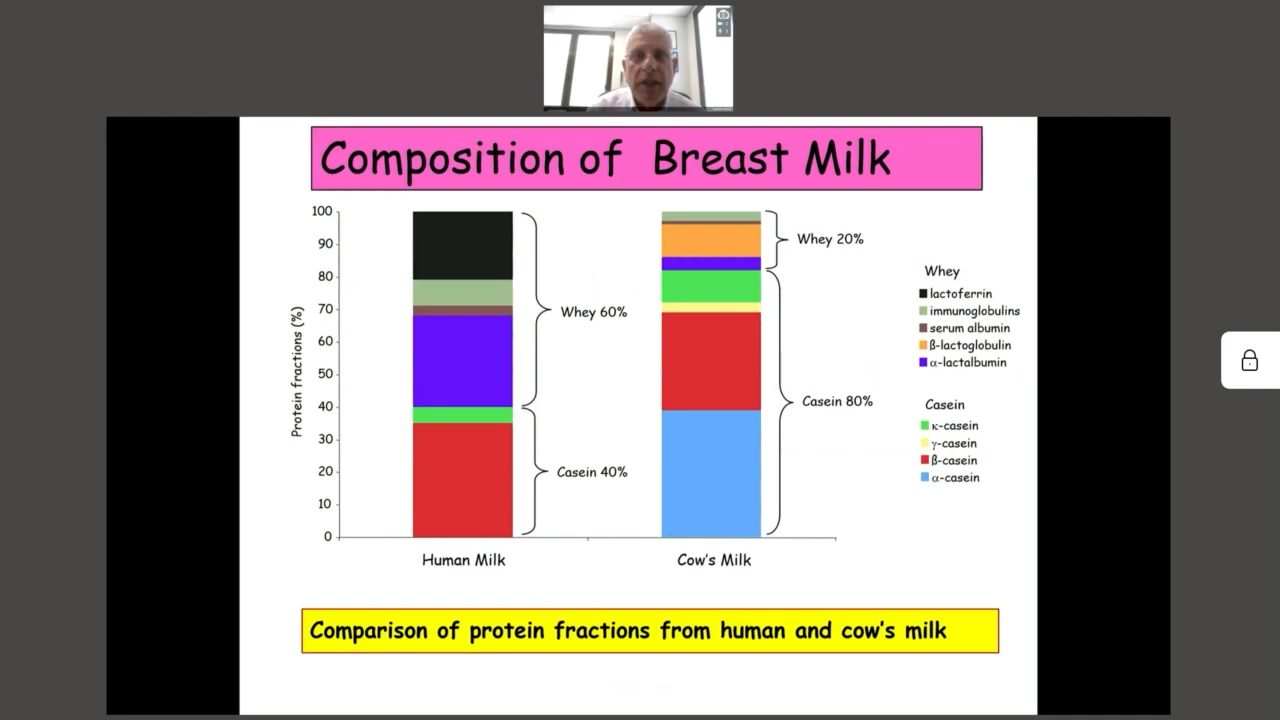 Composition of Breast Milk
100
90
80
70
60
50
40
30
20
10
0
Protein fractions (%)
Whey 60%
Casein 40%
Whey 20%
Casein 80%
Human Milk
Cow's Milk
Whey
lactoferrin
immunoglobulins
serum albumin
β-lactoglobulin
α-lactalbumin
Casein
κ-casein
γ-casein
β-casein
α-casein
Comparison of protein fractions from human and cow's milk